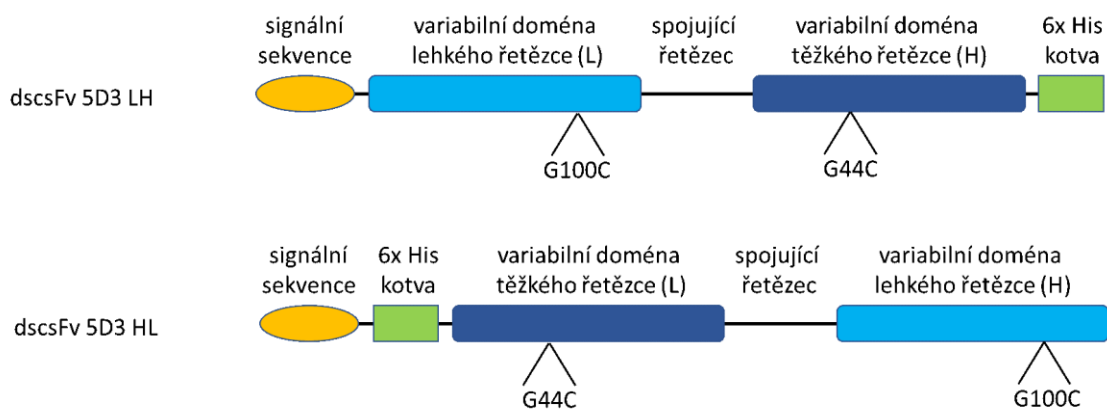 signální
sekvence
variabilní doména
lehkého řetězce (L)
spojující
řetězec
variabilní doména
těžkého řetězce (H)
6x His
kotva
dscsFv 5D3 LH
G100C
G44C
signální
sekvence
6x His
kotva
variabilní doména
těžkého řetězce (L)
spojující
řetězec
variabilní doména
lehkého řetězce (H)
dscsFv 5D3 HL
G44C
G100C